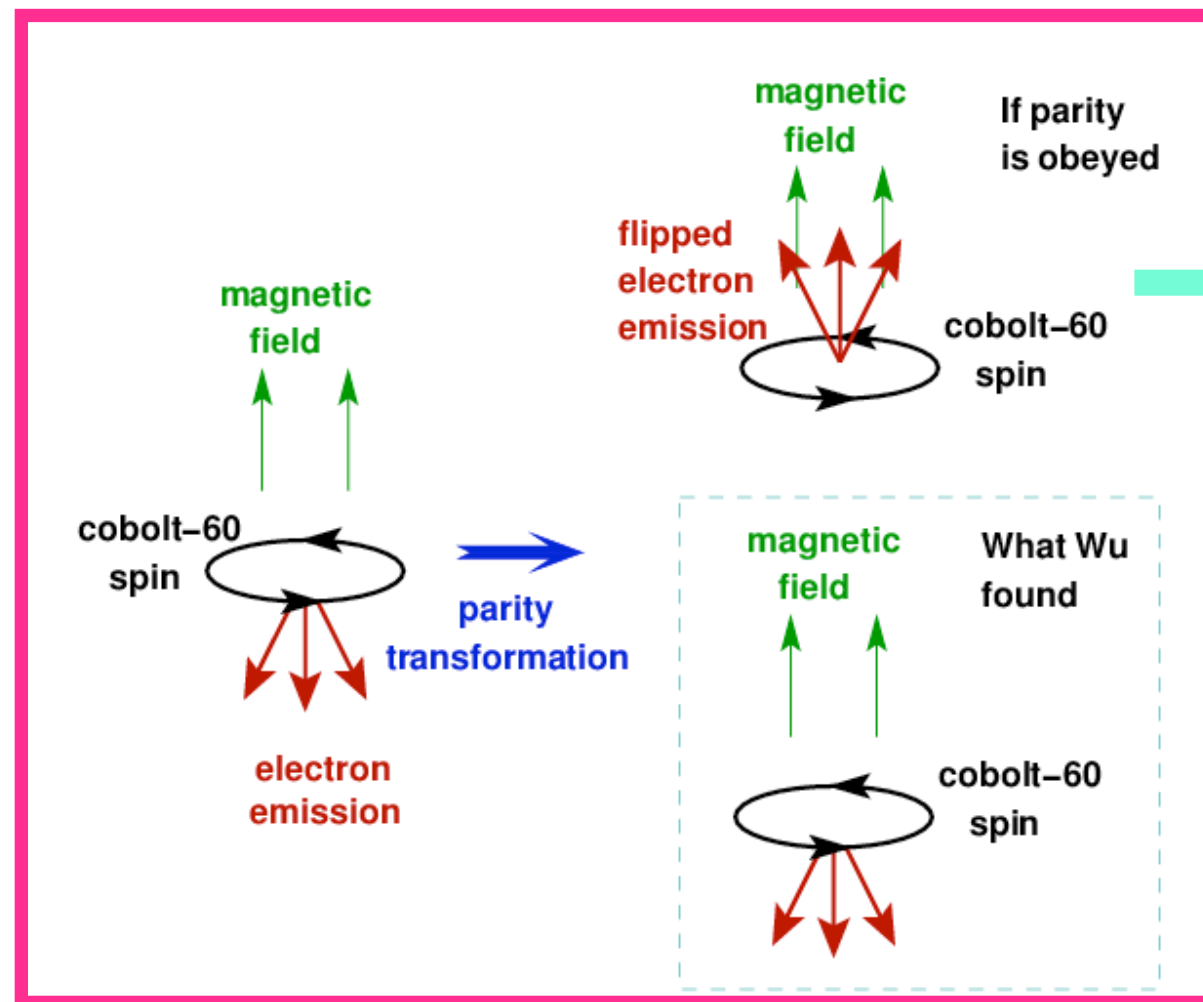 magnetic
field
cobolt−60
spin
electron
emission
parity
transformation
magnetic
field
If parity
is obeyed
flipped
electron
emission
cobolt−60
spin
magnetic
field
What Wu
found
cobolt−60
spin